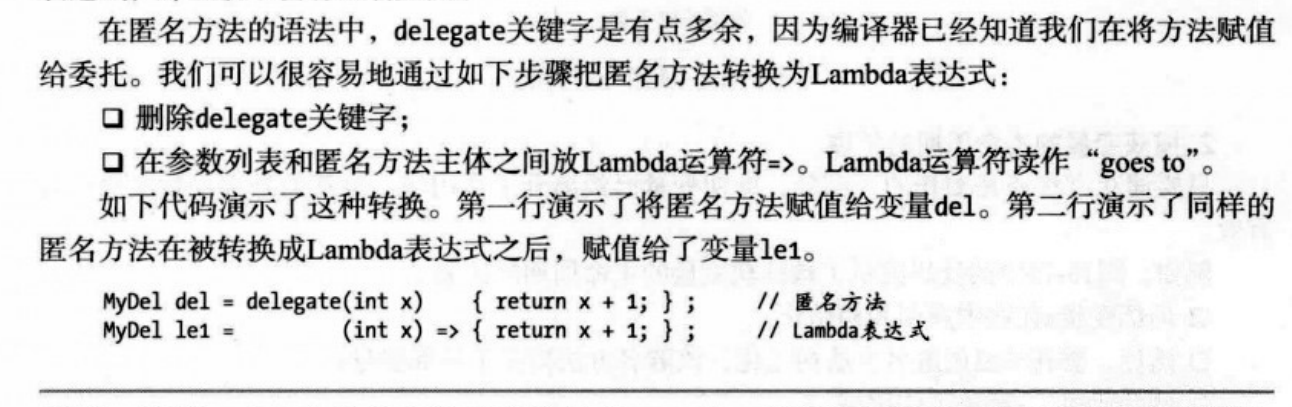 在匿名方法的语法中，delegate关键字是有点多余，因为编译器已经知道我们在将方法赋值
给委托。我们可以很容易地通过如下步骤把匿名方法转换为Lambda表达式：
❑ 删除delegate关键字；
❑ 在参数列表和匿名方法主体之间放Lambda运算符=>。Lambda运算符读作“goes to”。
如下代码演示了这种转换。第一行演示了将匿名方法赋值给变量del。第二行演示了同样的
匿名方法在被转换成Lambda表达式之后，赋值给了变量le1。
MyDel del = delegate(int x)    { return x + 1; } ;    // 匿名方法
MyDel le1 =         (int x) => { return x + 1; } ;    // Lambda表达式